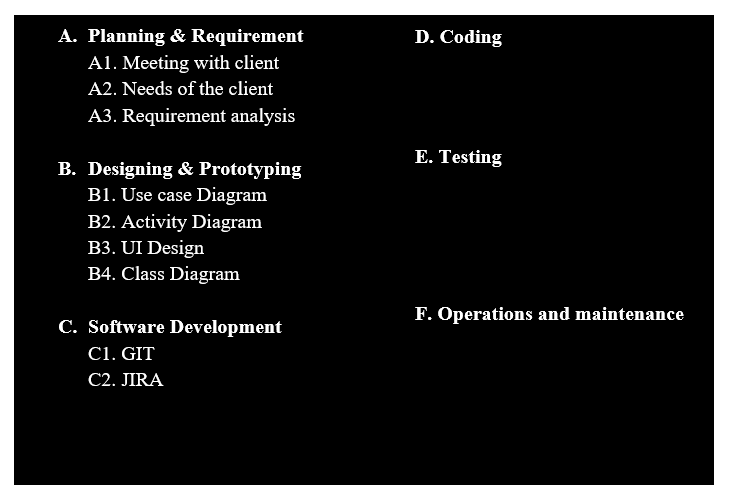 A. Planning & Requirement
A1. Meeting with client
A2. Needs of the client
A3. Requirement analysis
B. Designing & Prototyping
B1. Use case Diagram
B2. Activity Diagram
B3. UI Design
B4. Class Diagram
C. Software Development
C1. GIT
C2. JIRA
D. Coding
E. Testing
F. Operations and maintenance